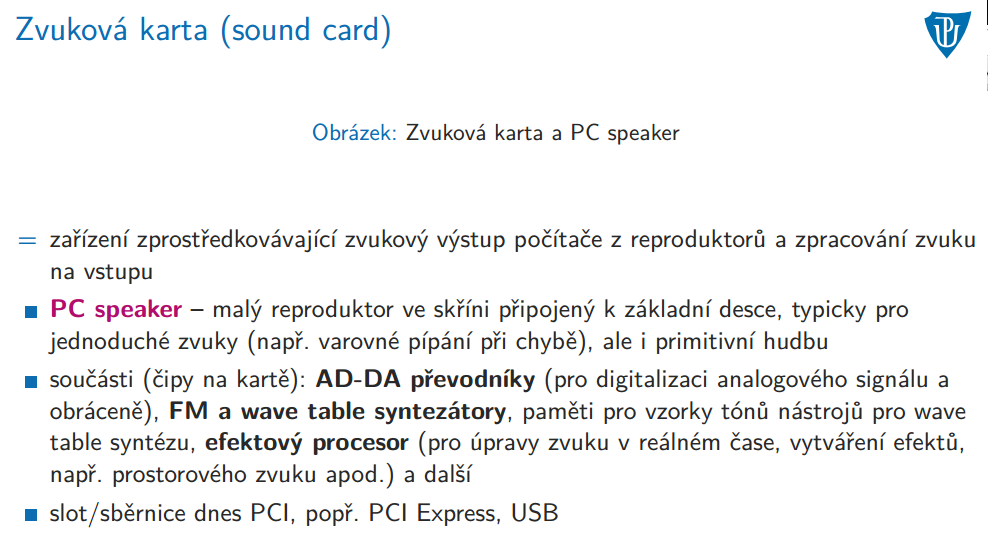 Zvuková karta (sound card)
Obrázek: Zvuková karta a PC speaker
= zařízení zprostředkovávající zvukový výstup počítače z reproduktorů a zpracování zvuku
na vstupu
PC speaker – malý reproduktor ve skříni připojený k základní desce, typicky pro
jednoduché zvuky (např. varovné pípání při chybě), ale i primitivní hudbu
součásti (čipy na kartě): AD-DA převodníky (pro digitalizaci analogového signálu a
obráceně), FM a wave table syntezátory, paměti pro vzorky tónů nástrojů pro wave
table syntézu, efektový procesor (pro úpravy zvuku v reálném čase, vytváření efektů,
např. prostorového zvuku apod.) a další
slot/sběrnice dnes PCI, popř. PCI Express, USB